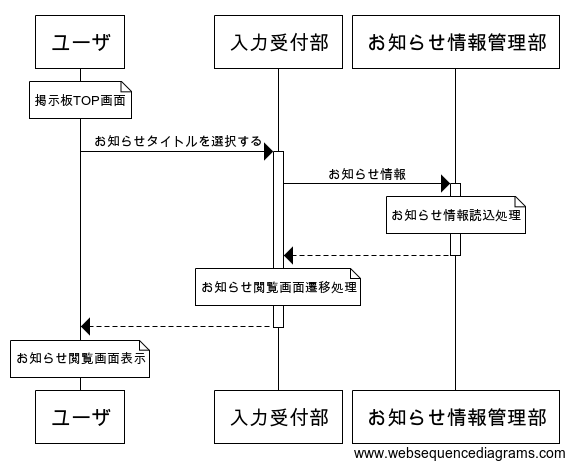 ユーザ
入力受付部
お知らせ情報管理部
掲示板TOP画面
お知らせタイトルを選択する
お知らせ情報
お知らせ情報読込処理
お知らせ閲覧画面遷移処理
お知らせ閲覧画面表示
ユーザ
入力受付部
お知らせ情報管理部
www.websequencediagrams.com